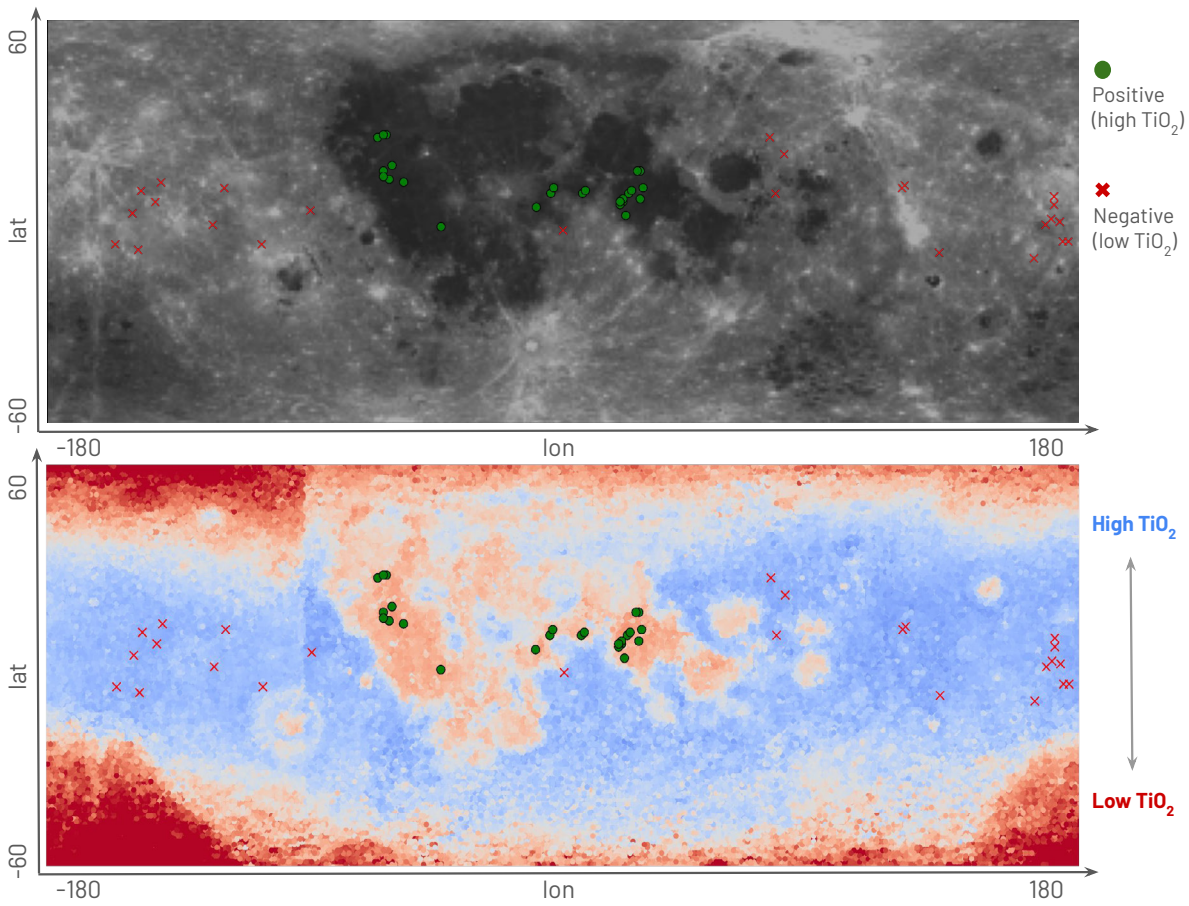 60
lat
-60
-180
lon
180
Positive
(high TiO2)
Negative
(low TiO2)
60
lat
-60
-180
lon
180
High TiO2
Low TiO2